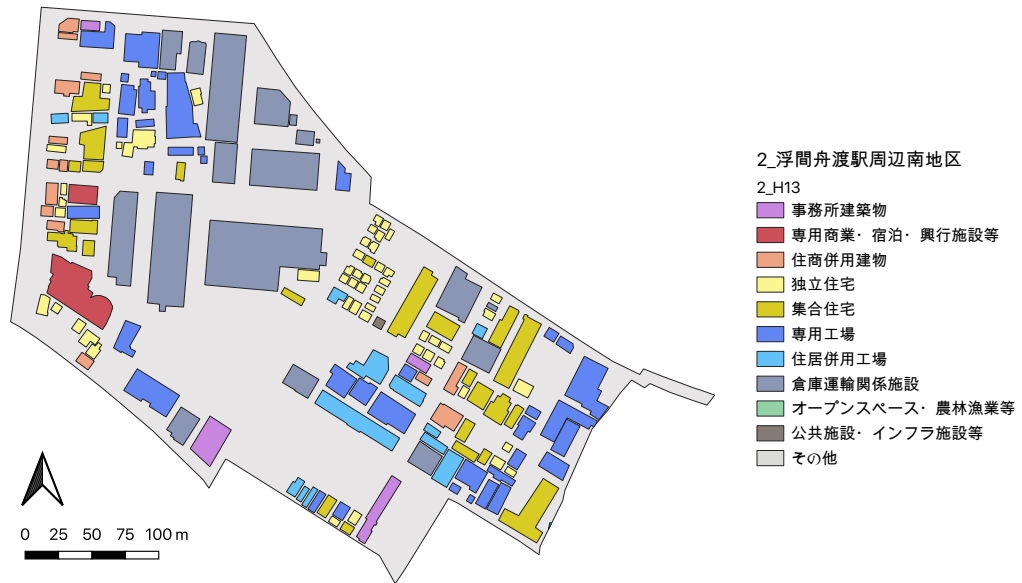 2_浮間舟渡駅周辺南地区
2_H13
事務所建築物
専用商業・宿泊・興行施設等
住商併用建物
独立住宅
集合住宅
専用工場
住居併用工場
倉庫運輸関係施設
オープンスペース・農林漁業等
公共施設・インフラ施設等
その他
0 25 50 75 100 m